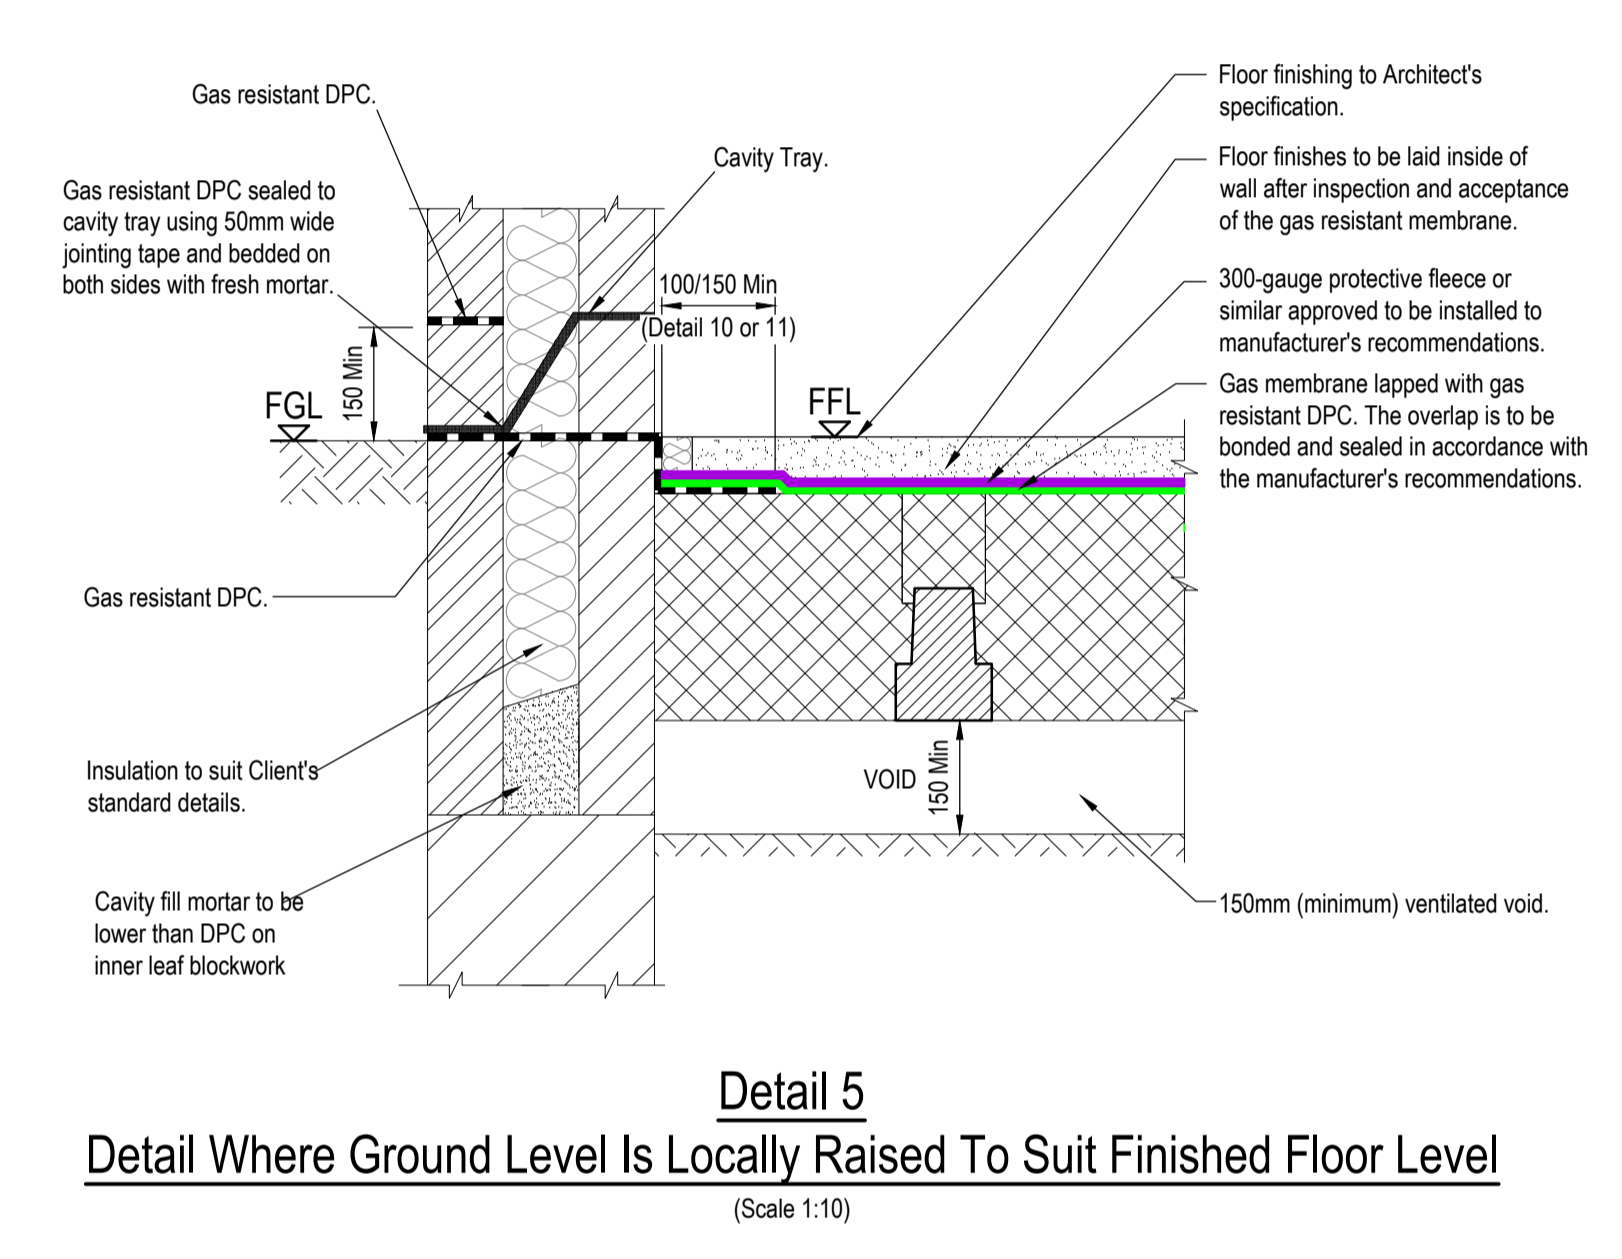 Gas resistant DPC.
Gas resistant DPC sealed to
cavity tray using 50mm wide
jointing tape and bedded on
both sides with fresh mortar.
Cavity Tray.
100/150 Min
(Detail 10 or 11)
150 Min
FGL
FFL
Floor finishing to Architect's
specification.
Floor finishes to be laid inside of
wall after inspection and acceptance
of the gas resistant membrane.
300-gauge protective fleece or
similar approved to be installed to
manufacturer's recommendations.
Gas membrane lapped with gas
resistant DPC. The overlap is to be
bonded and sealed in accordance with
the manufacturer's recommendations.
Gas resistant DPC.
Insulation to suit Client's
standard details.
Cavity fill mortar to be
lower than DPC on
inner leaf blockwork
VOID
150 Min
150mm (minimum) ventilated void.
Detail 5
Detail Where Ground Level Is Locally Raised To Suit Finished Floor Level
(Scale 1:10)